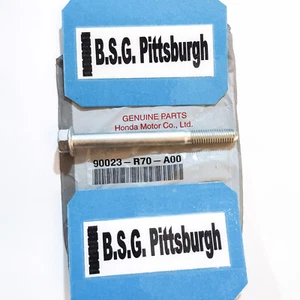 B.S.G. Pittsburgh
GENUINE PARTS
Honda Motor Co., Ltd.
90023-R70-A00
B.S.G. Pittsburgh